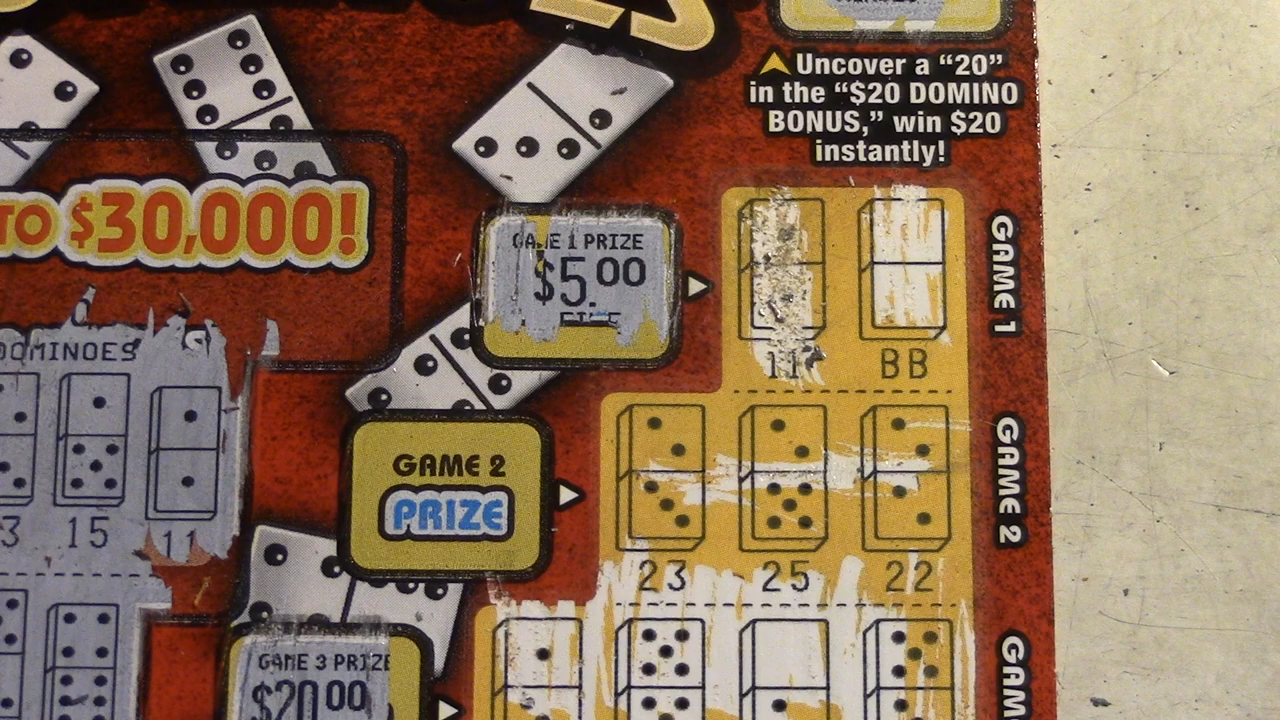 Uncover a “20”
in the “$20 DOMINO
BONUS,” win $20
instantly!
TO $30,000!
GAME 1 PRIZE
$5.00
11 BB
GAME 1
DOMINOES
3 15 11
GAME 2
PRIZE
23 25 22
GAME 2
GAME 3 PRIZE
$20.00